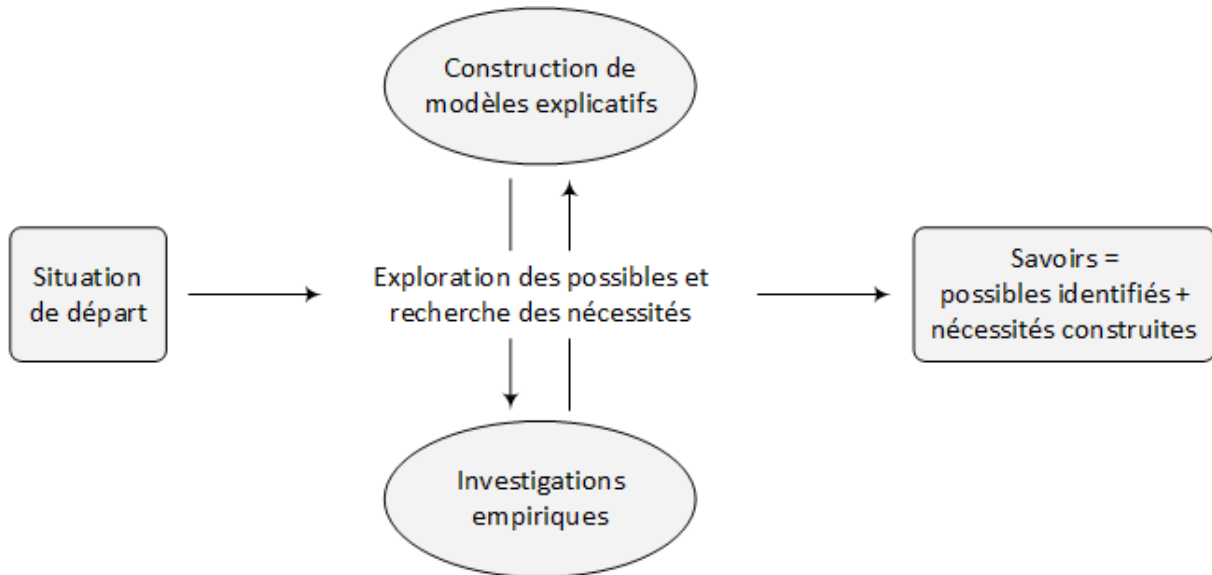 Construction de
modèles explicatifs
Situation
de départ
Exploration des possibles et
recherche des nécessités
Savoirs =
possibles identifiés +
nécessités construites
Investigations
empiriques